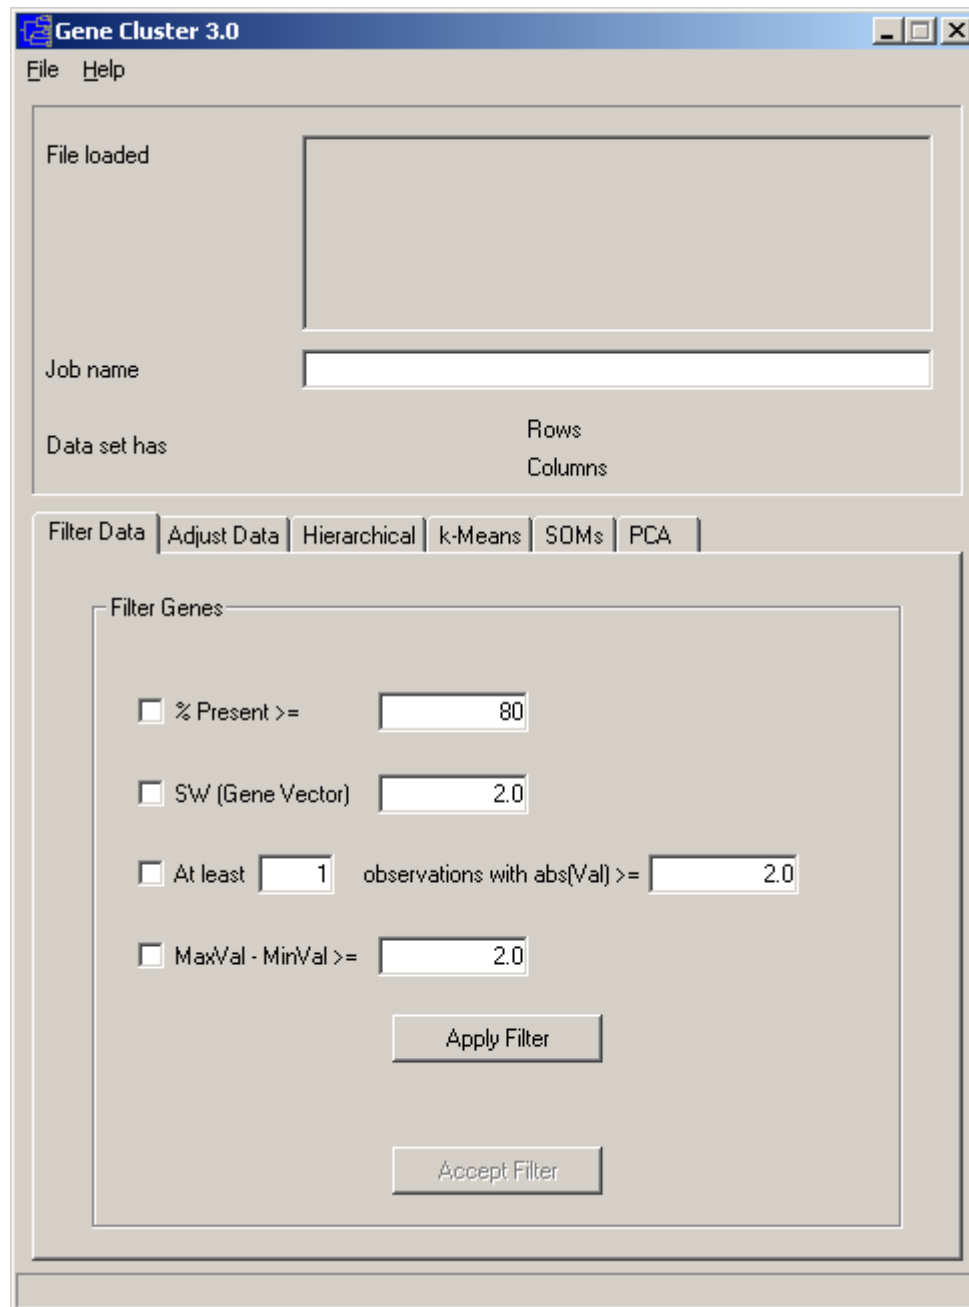 Gene Cluster 3.0
File Help
File loaded
Job name
Data set has
Rows
Columns
Filter Data Adjust Data Hierarchical k-Means SOMs PCA
Filter Genes
% Present >= 80
SW (Gene Vector) 2.0
At least 1 observations with abs(Val) >= 2.0
MaxVal - MinVal >= 2.0
Apply Filter
Accept Filter